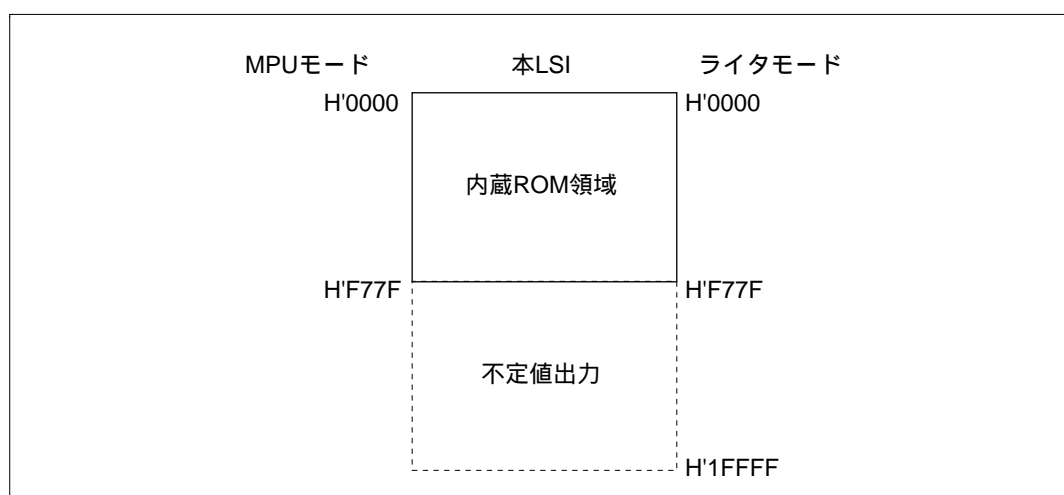 MPUモード 本LSI ライタモード
H'0000 H'0000
内蔵ROM領域
H'F77F H'F77F
不定値出力
H'1FFFF